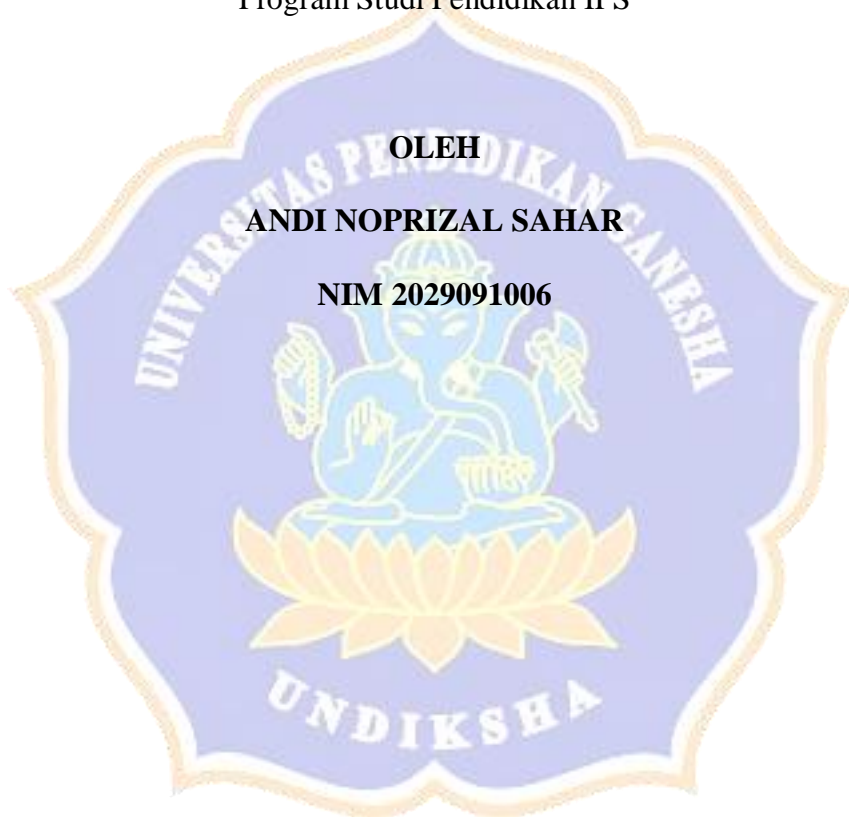 Program Studi Pendidikan IPS
OLEH
ANDI NOPRIZAL SAHAR
NIM 2029091006
UNIVERSITAS PENDIDIKAN GANESHA
UNDIKSHA